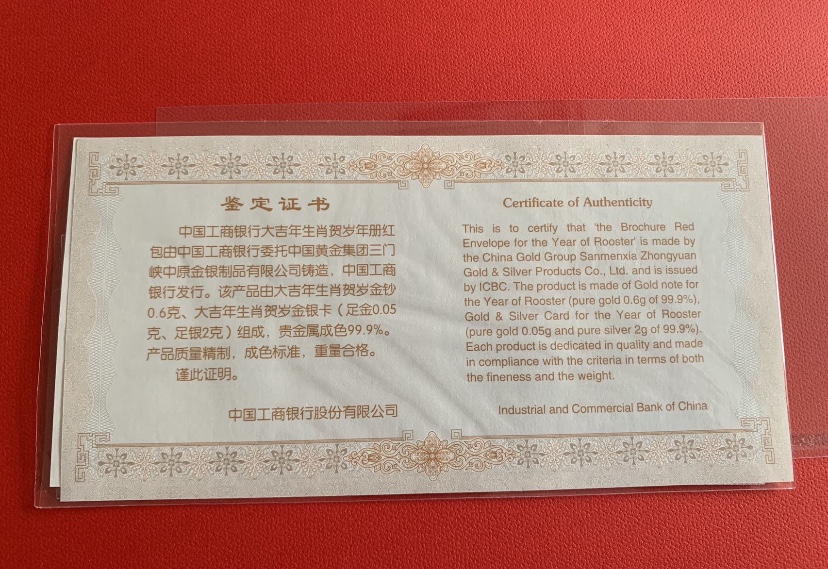 鉴定证书
中国工商银行大吉年生肖贺岁年册红
包由中国工商银行委托中国黄金集团三门
峡中原金银制品有限公司铸造，中国工商
银行发行。该产品由大吉年生肖贺岁金钞
0.6克、大吉年生肖贺岁金银卡（足金0.05
克、足银2克）组成，贵金属成色99.9%。
产品质量精制，成色标准，重量合格。
谨此证明。
中国工商银行股份有限公司
Certificate of Authenticity
This is to certify that 'the Brochure Red
Envelope for the Year of Rooster' is made by
the China Gold Group Sanmenxia Zhongyuan
Gold & Silver Products Co., Ltd. and is issued
by ICBC. The product is made of Gold note for
the Year of Rooster (pure gold 0.6g of 99.9%),
Gold & Silver Card for the Year of Rooster
(pure gold 0.05g and pure silver 2g of 99.9%).
Each product is dedicated in quality and made
in compliance with the criteria in terms of both
the fineness and the weight.
Industrial and Commercial Bank of China